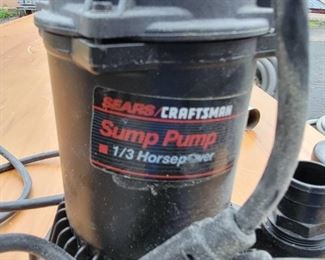 SEARS/CRAFTSMAN
Sump Pump
1/3 Horsepower